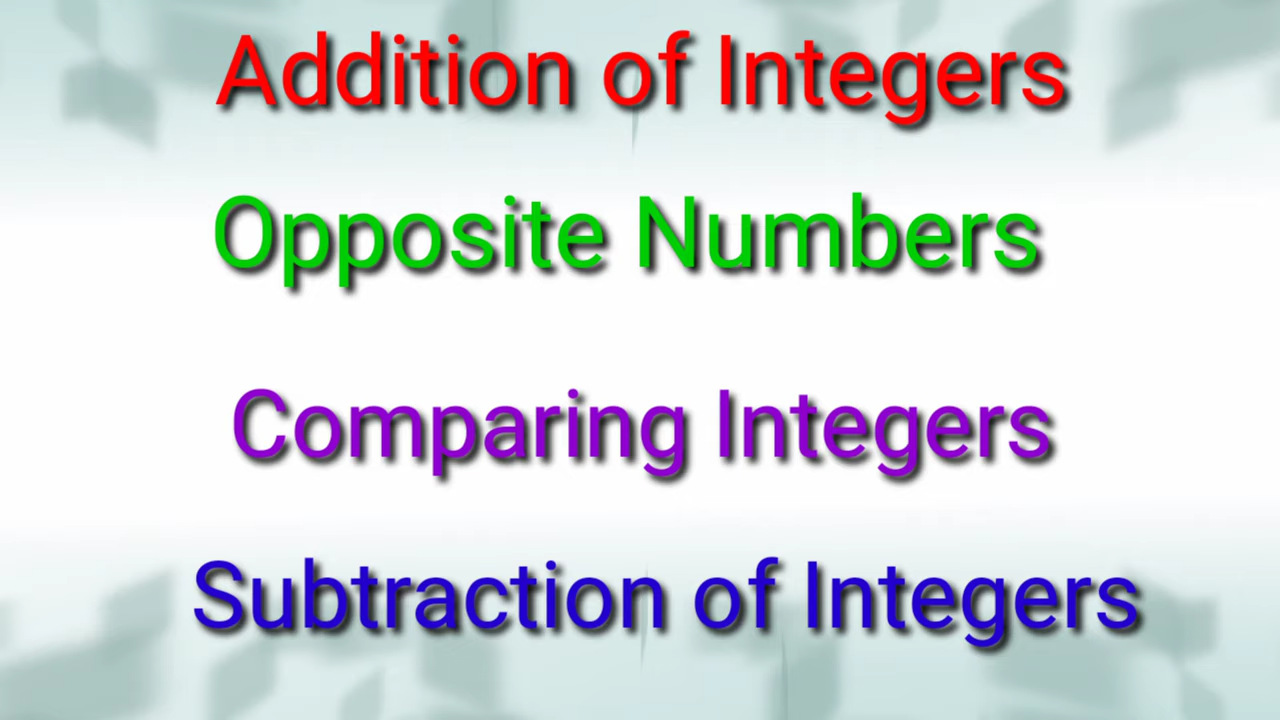 Addition of Integers
Opposite Numbers
Comparing Integers
Subtraction of Integers